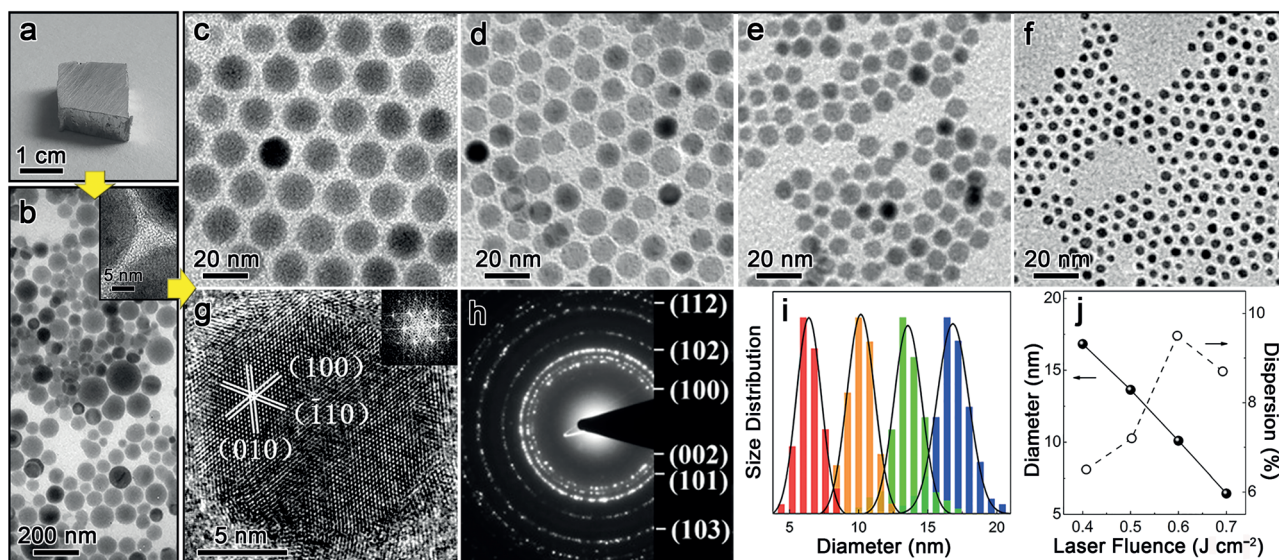 a
1 cm
b
5 nm
200 nm
c
20 nm
d
20 nm
e
20 nm
f
20 nm
g
(100)
(1̄10)
(010)
5 nm
h
(112)
(102)
(100)
(002)
(101)
(103)
i
Size Distribution
5 10 15 20
Diameter (nm)
j
20
15
10
5
Diameter (nm)
10
8
6
Dispersion (%)
0.4 0.5 0.6 0.7
Laser Fluence (J cm⁻²)